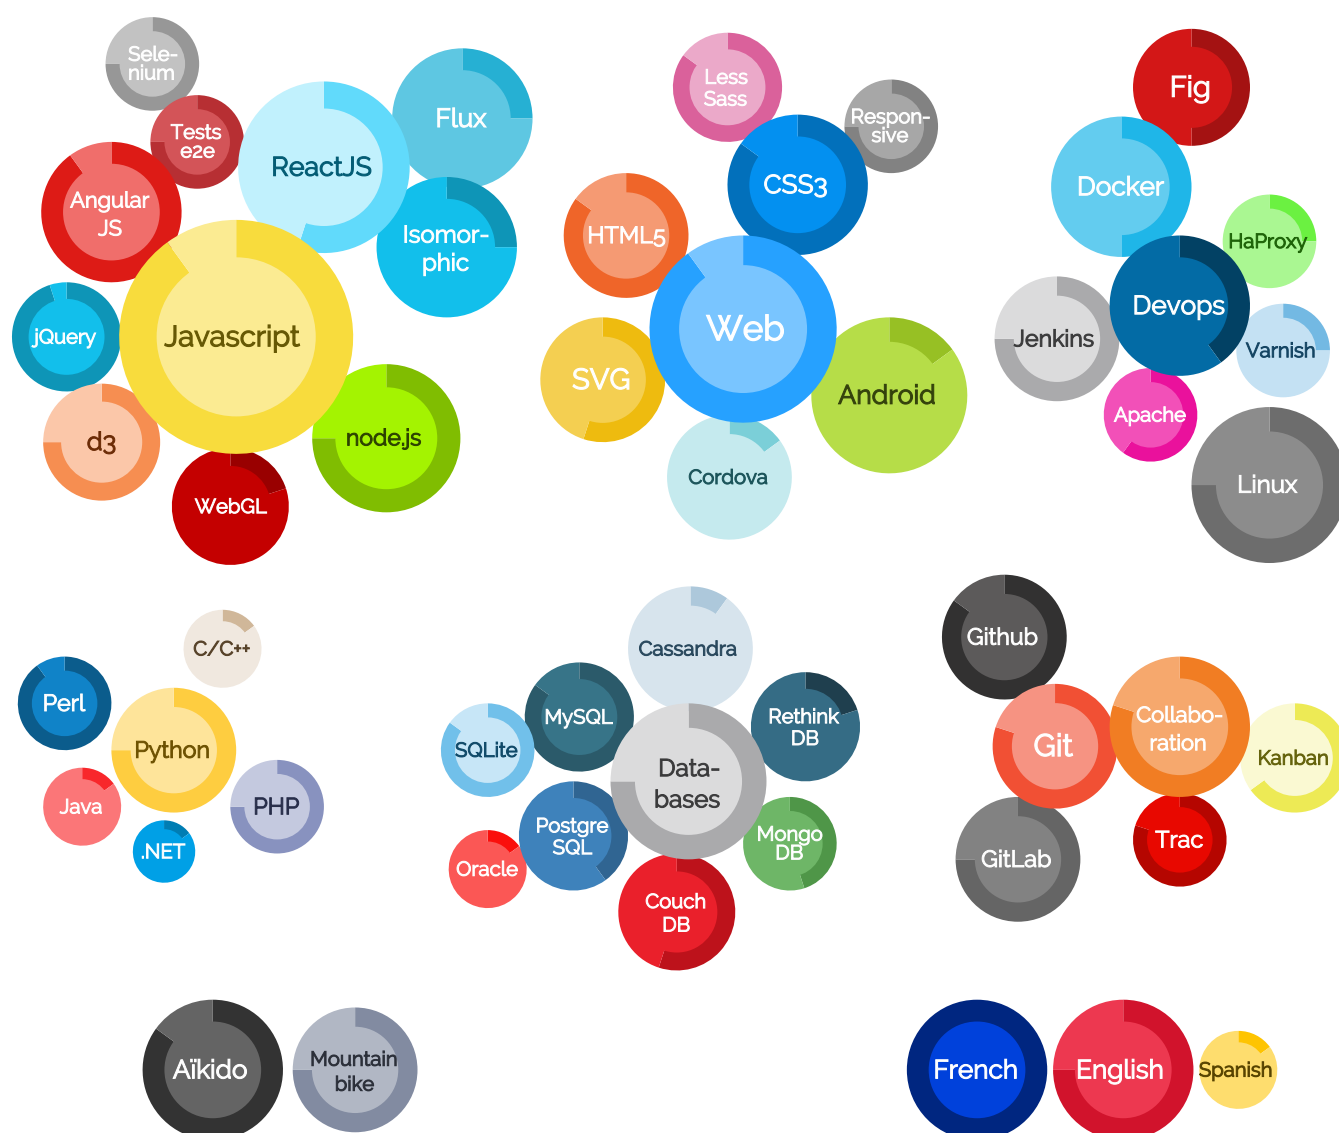 Sele-
nium
Tests
e2e
ReactJS
Flux
Angular
JS
Isomor-
phic
Javascript
jQuery
d3
node.js
WebGL
Less
Sass
Respon-
sive
CSS3
HTML5
Web
SVG
Android
Cordova
Fig
Docker
HaProxy
Devops
Jenkins
Varnish
Apache
Linux
C/C++
Perl
Python
Java
PHP
.NET
Cassandra
MySQL
Rethink
DB
SQLite
Data-
bases
Postgre
SQL
Mongo
DB
Oracle
Couch
DB
Github
Collabo-
ration
Git
Kanban
Trac
GitLab
Aïkido
Mountain
bike
French
English
Spanish